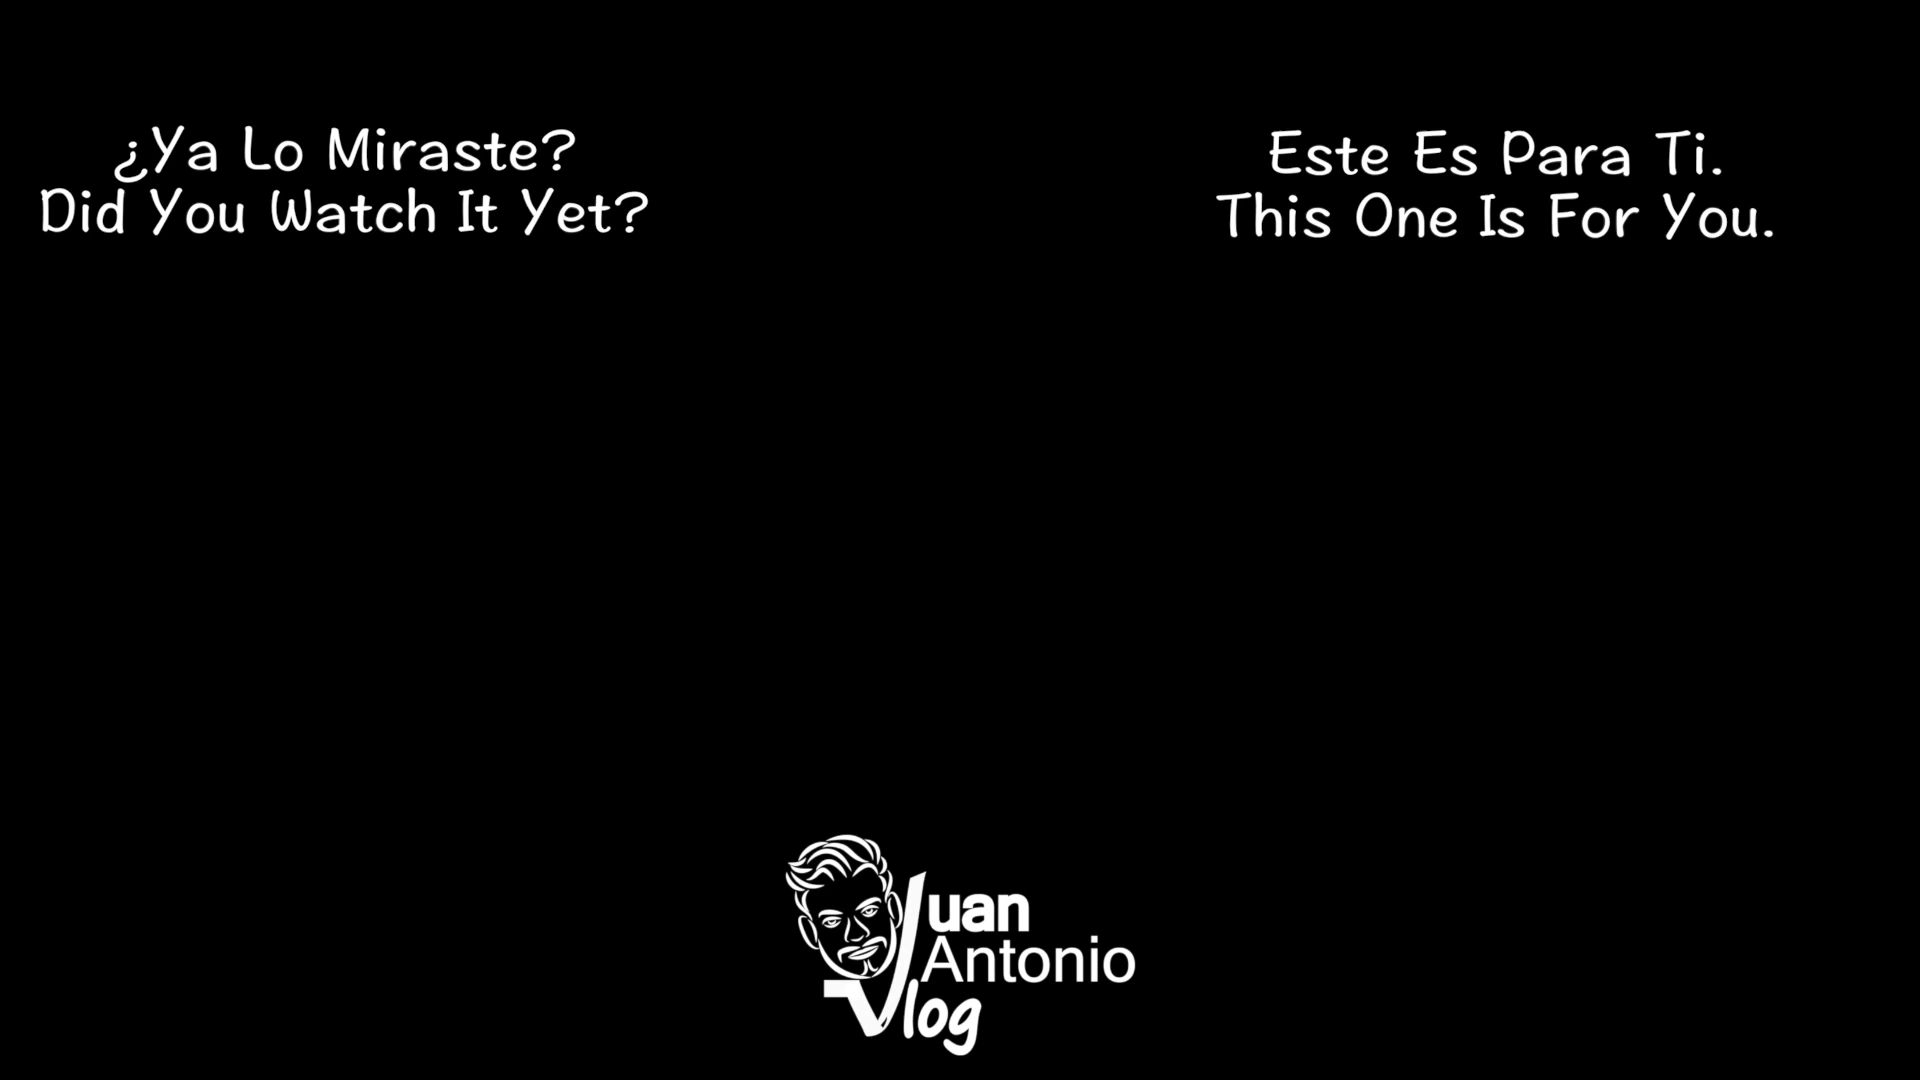 ¿Ya Lo Miraste?
Did You Watch It Yet?
Este Es Para Ti.
This One Is For You.
Juan
Antonio
Vlog